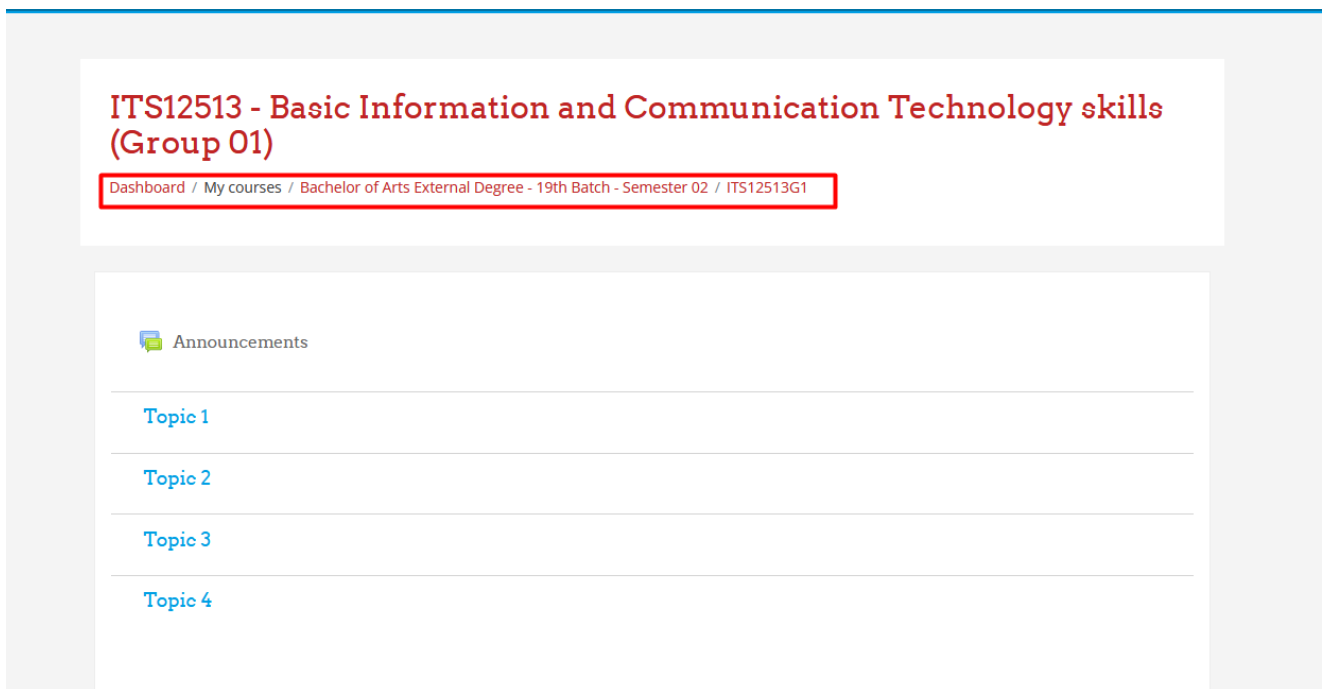 ITS12513 - Basic Information and Communication Technology skills
(Group 01)
Dashboard / My courses / Bachelor of Arts External Degree - 19th Batch - Semester 02 / ITS12513G1
Announcements
Topic 1
Topic 2
Topic 3
Topic 4